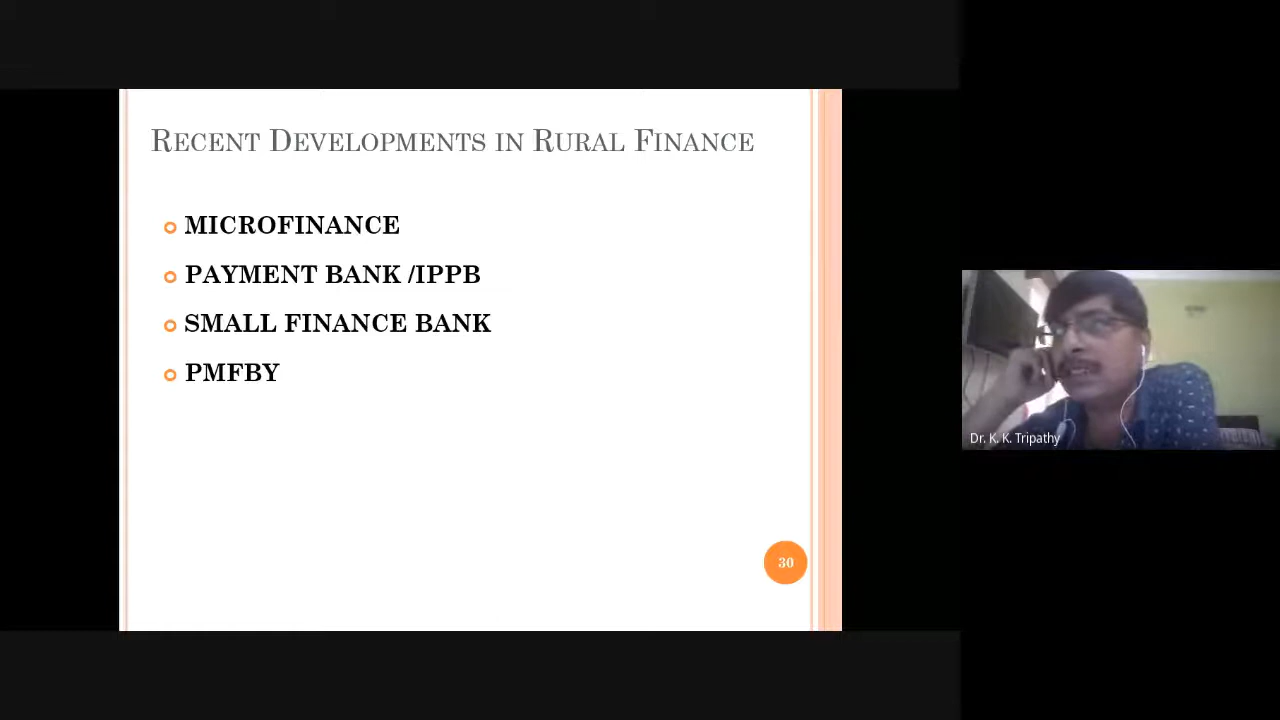 Recent Developments in Rural Finance
MICROFINANCE
PAYMENT BANK /IPPB
SMALL FINANCE BANK
PMFBY
30
Dr. K. K. Tripathy